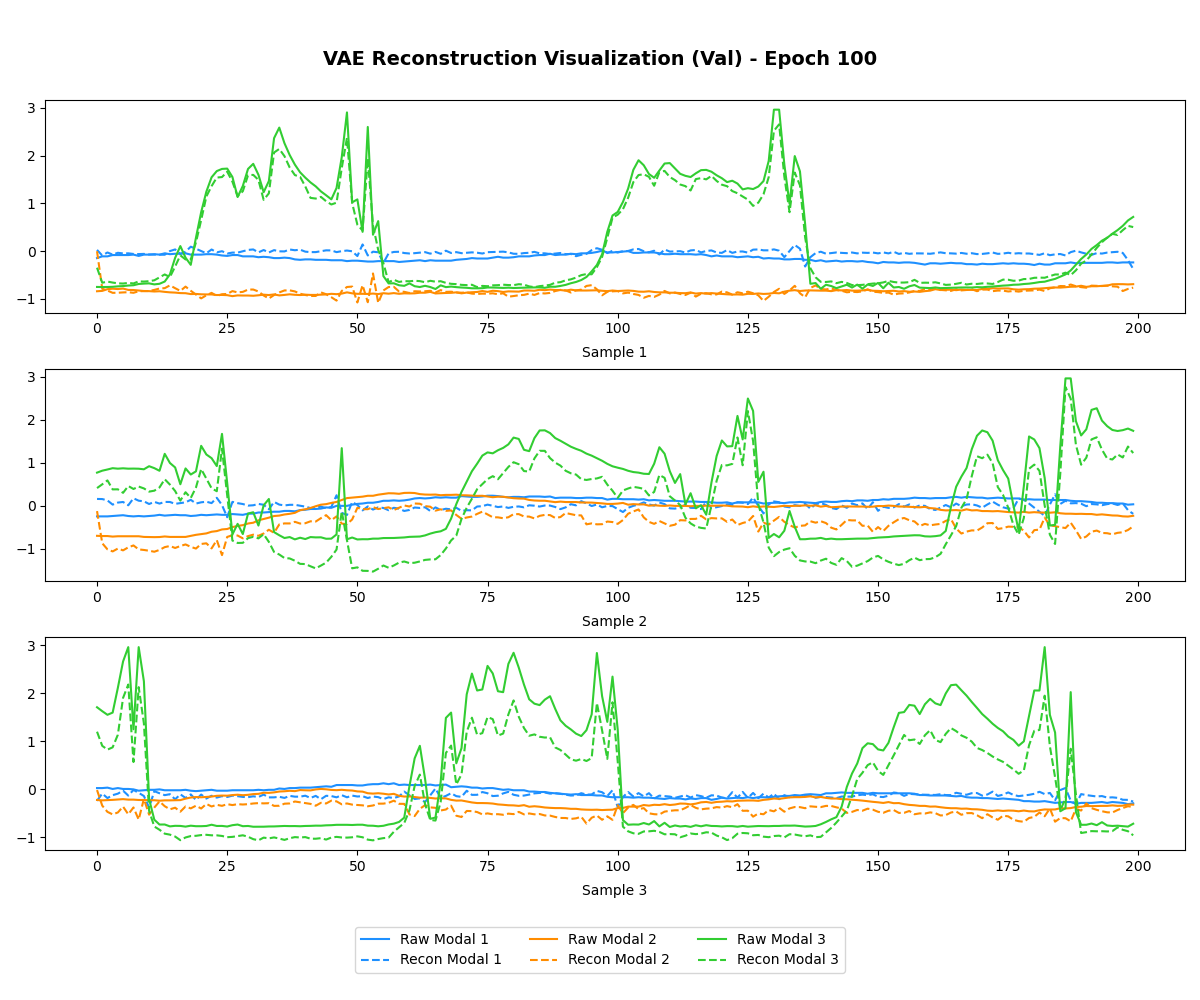 VAE Reconstruction Visualization (Val) - Epoch 100
3
2
1
0
−1
0 25 50 75 100 125 150 175 200
Sample 1
3
2
1
0
−1
0 25 50 75 100 125 150 175 200
Sample 2
3
2
1
0
−1
0 25 50 75 100 125 150 175 200
Sample 3
Raw Modal 1 Raw Modal 2 Raw Modal 3
Recon Modal 1 Recon Modal 2 Recon Modal 3